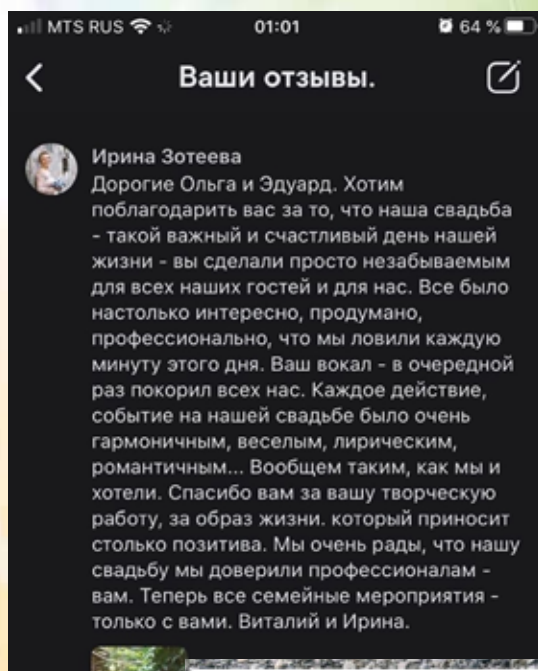 MTS RUS 01:01 64 %
Ваши отзывы.
Ирина Зотеева
Дорогие Ольга и Эдуард. Хотим
поблагодарить вас за то, что наша свадьба
- такой важный и счастливый день нашей
жизни - вы сделали просто незабываемым
для всех наших гостей и для нас. Все было
настолько интересно, продумано,
профессионально, что мы ловили каждую
минуту этого дня. Ваш вокал - в очередной
раз покорил всех нас. Каждое действие,
событие на нашей свадьбе было очень
гармоничным, веселым, лирическим,
романтичным... Вообщем таким, как мы и
хотели. Спасибо вам за вашу творческую
работу, за образ жизни. который приносит
столько позитива. Мы очень рады, что нашу
свадьбу мы доверили профессионалам -
вам. Теперь все семейные мероприятия -
только с вами. Виталий и Ирина.